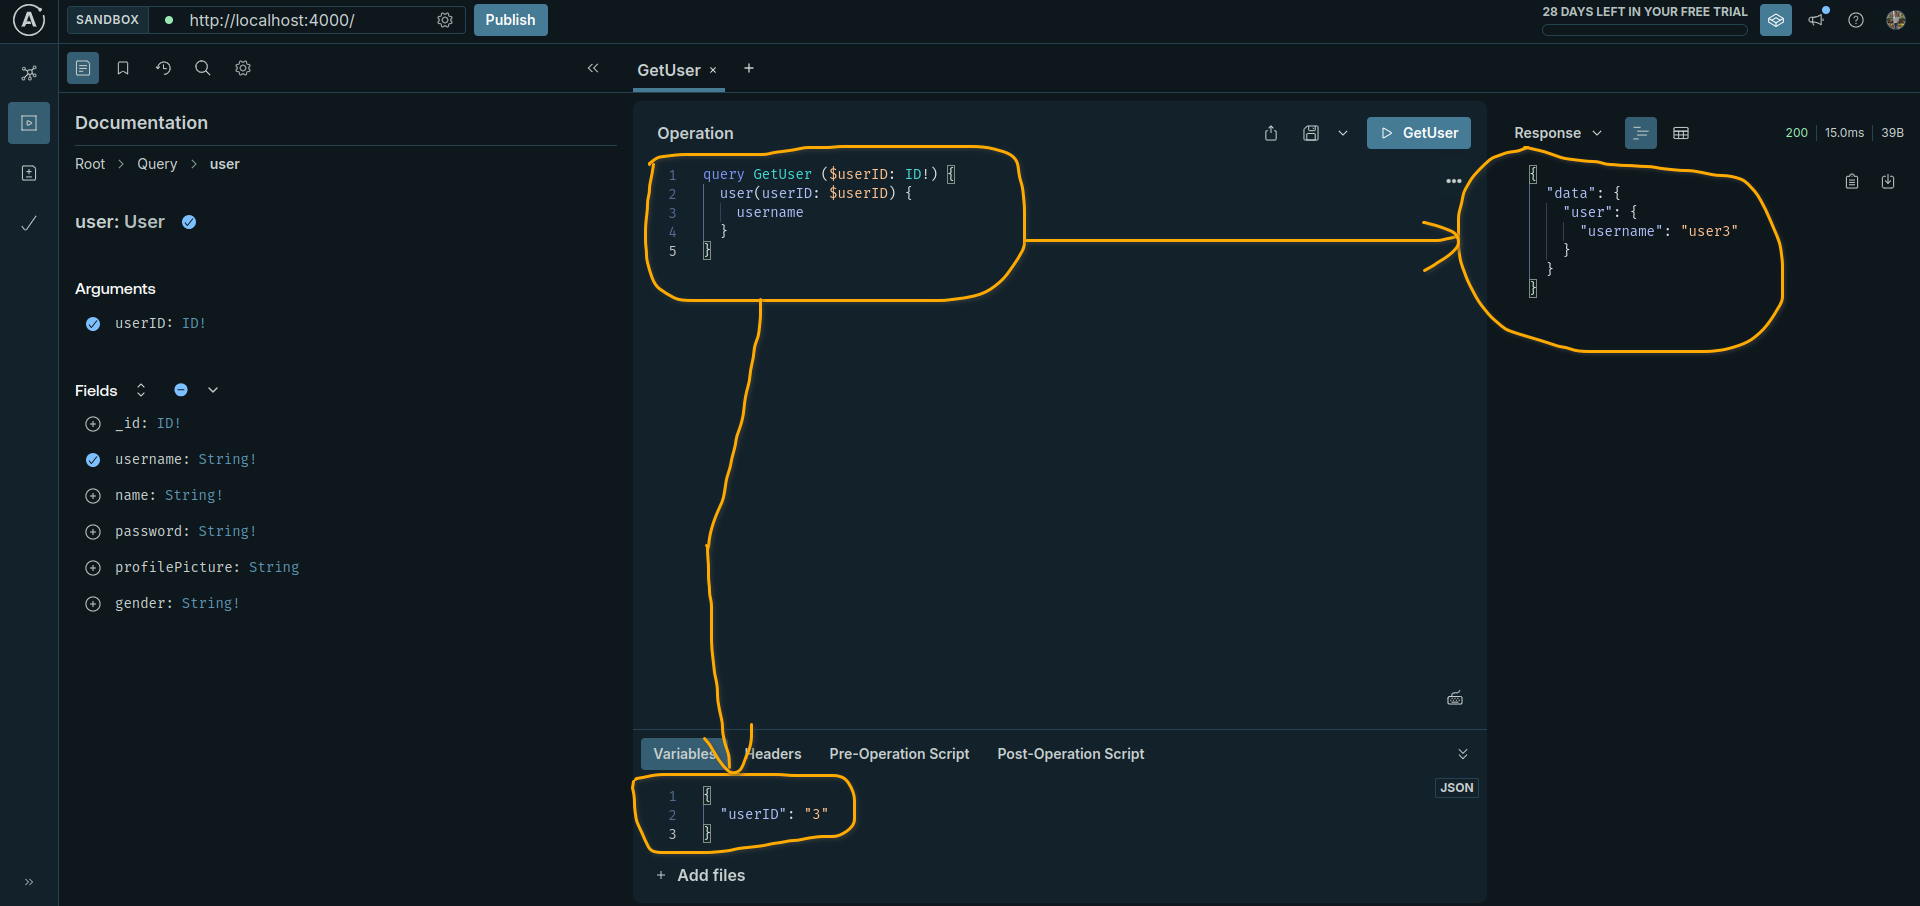 SANDBOX
http://localhost:4000/
Publish
28 DAYS LEFT IN YOUR FREE TRIAL
GetUser ×
Documentation
Root > Query > user
user: User
Arguments
userID: ID!
Fields
_id: ID!
username: String!
name: String!
password: String!
profilePicture: String
gender: String!
Operation
GetUser
1 query GetUser ($userID: ID!) {
2 user(userID: $userID) {
3 username
4 }
5 }
Variables
Headers
Pre-Operation Script
Post-Operation Script
JSON
1 {
2 "userID": "3"
3 }
+ Add files
Response
200
15.0ms
39B
{
"data": {
"user": {
"username": "user3"
}
}
}